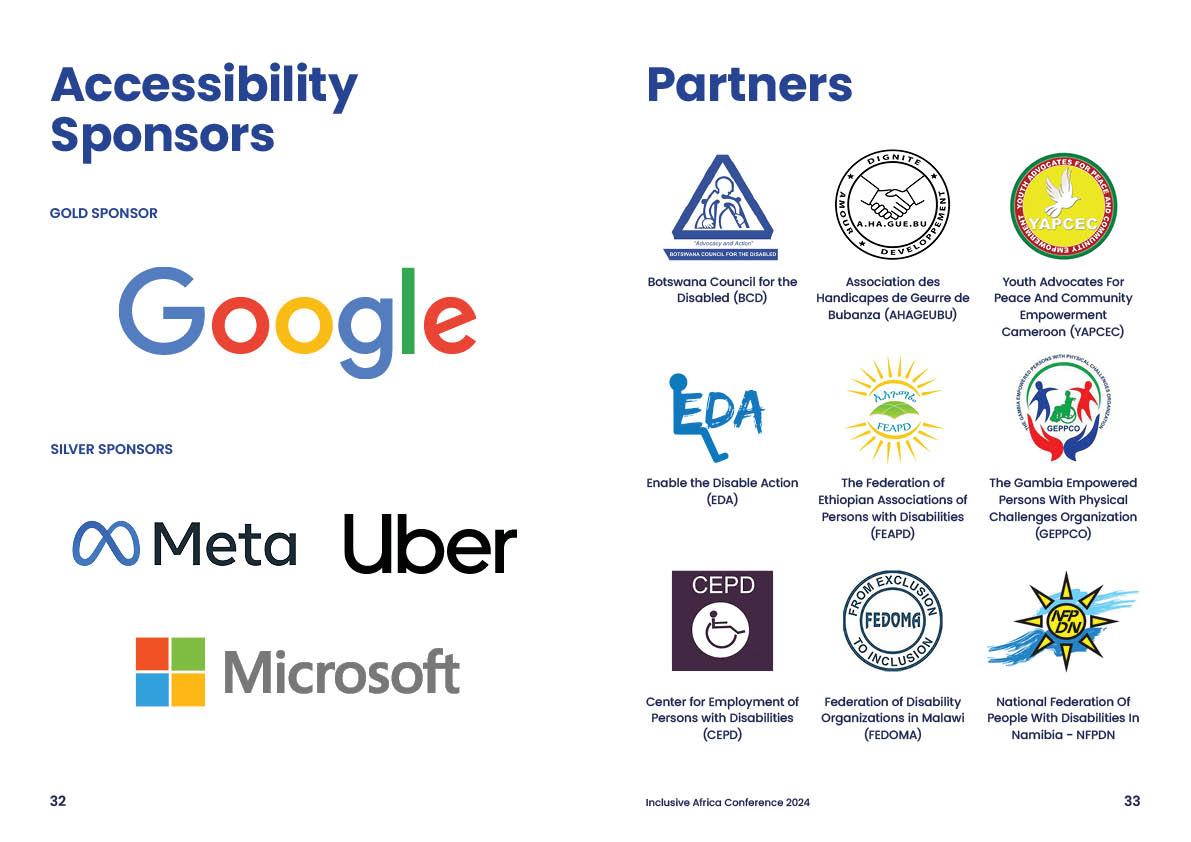 Accessibility
Sponsors
GOLD SPONSOR
Google
SILVER SPONSORS
Meta
Uber
Microsoft
32
Partners
"Advocacy and Action"
BOTSWANA COUNCIL FOR THE DISABLED
Botswana Council for the
Disabled (BCD)
DIGNITE
AMOUR
DEVELOPPEMENT
A.HA.GUE.BU
Association des
Handicapes de Geurre de
Bubanza (AHAGEUBU)
YOUTH ADVOCATES FOR PEACE AND COMMUNITY EMPOWERMENT
YAPCEC
Youth Advocates For
Peace And Community
Empowerment
Cameroon (YAPCEC)
EDA
Enable the Disable Action
(EDA)
FEAPD
The Federation of
Ethiopian Associations of
Persons with Disabilities
(FEAPD)
THE GAMBIA EMPOWERED PERSONS WITH PHYSICAL CHALLENGES ORGANIZATION
GEPPCO
The Gambia Empowered
Persons With Physical
Challenges Organization
(GEPPCO)
CEPD
Center for Employment of
Persons with Disabilities
(CEPD)
FROM EXCLUSION
FEDOMA
TO INCLUSION
Federation of Disability
Organizations in Malawi
(FEDOMA)
NFP
DN
National Federation Of
People With Disabilities In
Namibia - NFPDN
Inclusive Africa Conference 2024
33